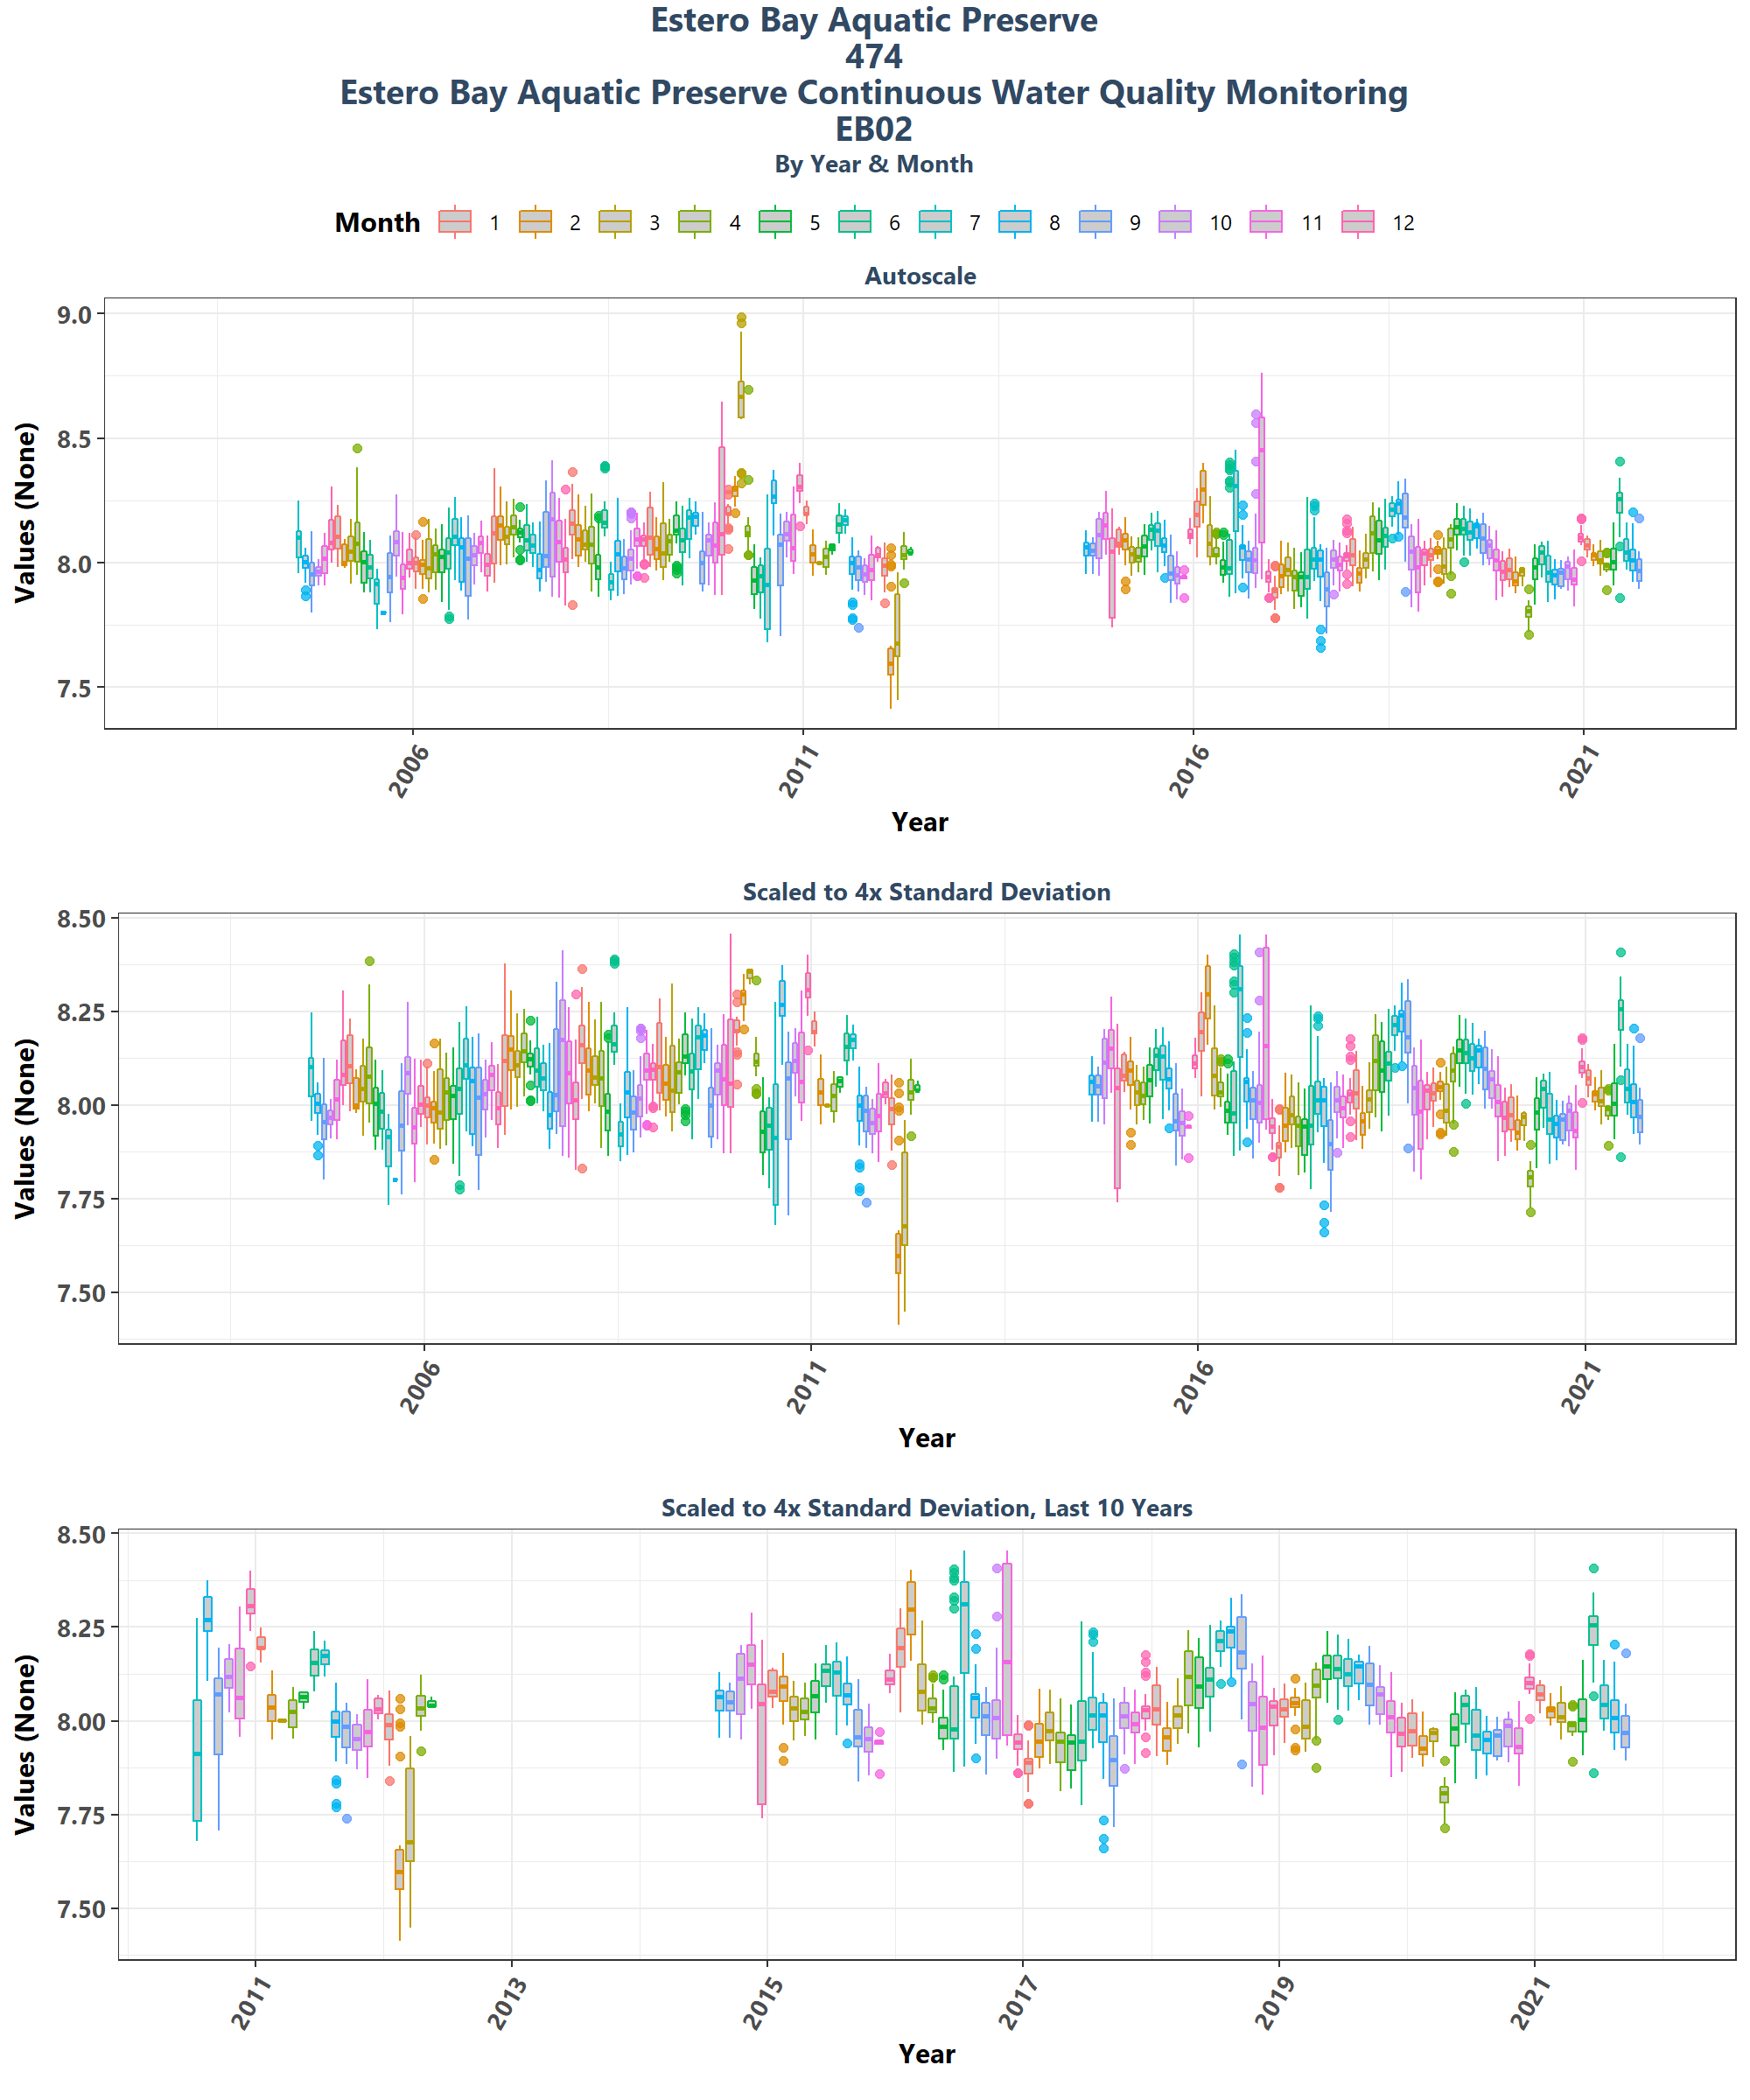 Estero Bay Aquatic Preserve
474
Estero Bay Aquatic Preserve Continuous Water Quality Monitoring
EB02
By Year & Month
Month 1 2 3 4 5 6 7 8 9 10 11 12
Autoscale
9.0
8.5
8.0
7.5
Values (None)
2006 2011 2016 2021
Year
Scaled to 4x Standard Deviation
8.50
8.25
8.00
7.75
7.50
Values (None)
2006 2011 2016 2021
Year
Scaled to 4x Standard Deviation, Last 10 Years
8.50
8.25
8.00
7.75
7.50
Values (None)
2011 2013 2015 2017 2019 2021
Year